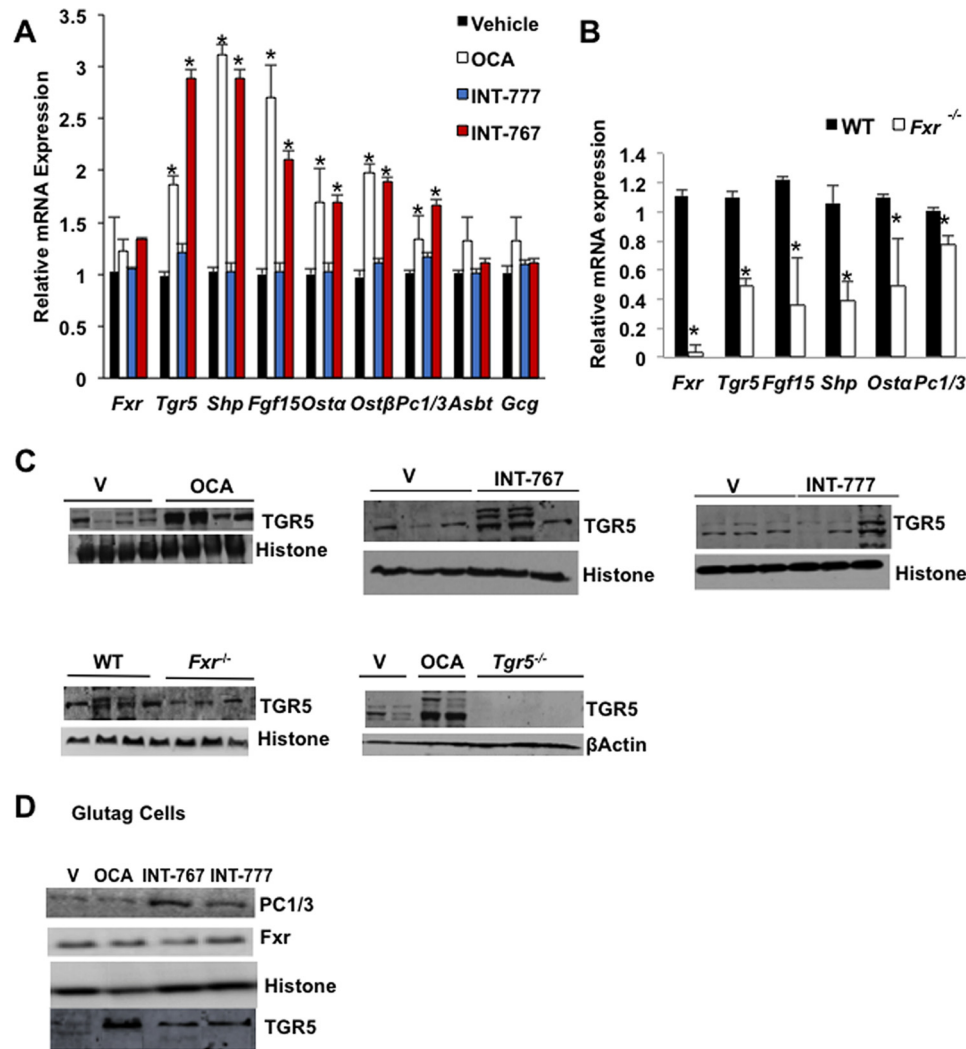 A
Relative mRNA Expression
3.5
3
2.5
2
1.5
1
0.5
0
Vehicle
OCA
INT-777
INT-767
* * * * * * * * * * * * *
Fxr Tgr5 Shp Fgf15 Ostα Ostβ Pc1/3 Asbt Gcg
B
Relative mRNA expression
WT Fxr -/-
1.4
1.2
1
0.8
0.6
0.4
0.2
0
* * * * * *
Fxr Tgr5 Fgf15 Shp Ostα Pc1/3
C
V OCA
TGR5
Histone
V INT-767
TGR5
Histone
V INT-777
TGR5
Histone
WT Fxr-/-
TGR5
Histone
V OCA Tgr5-/-
TGR5
βActin
D Glutag Cells
V OCA INT-767 INT-777
PC1/3
Fxr
Histone
TGR5